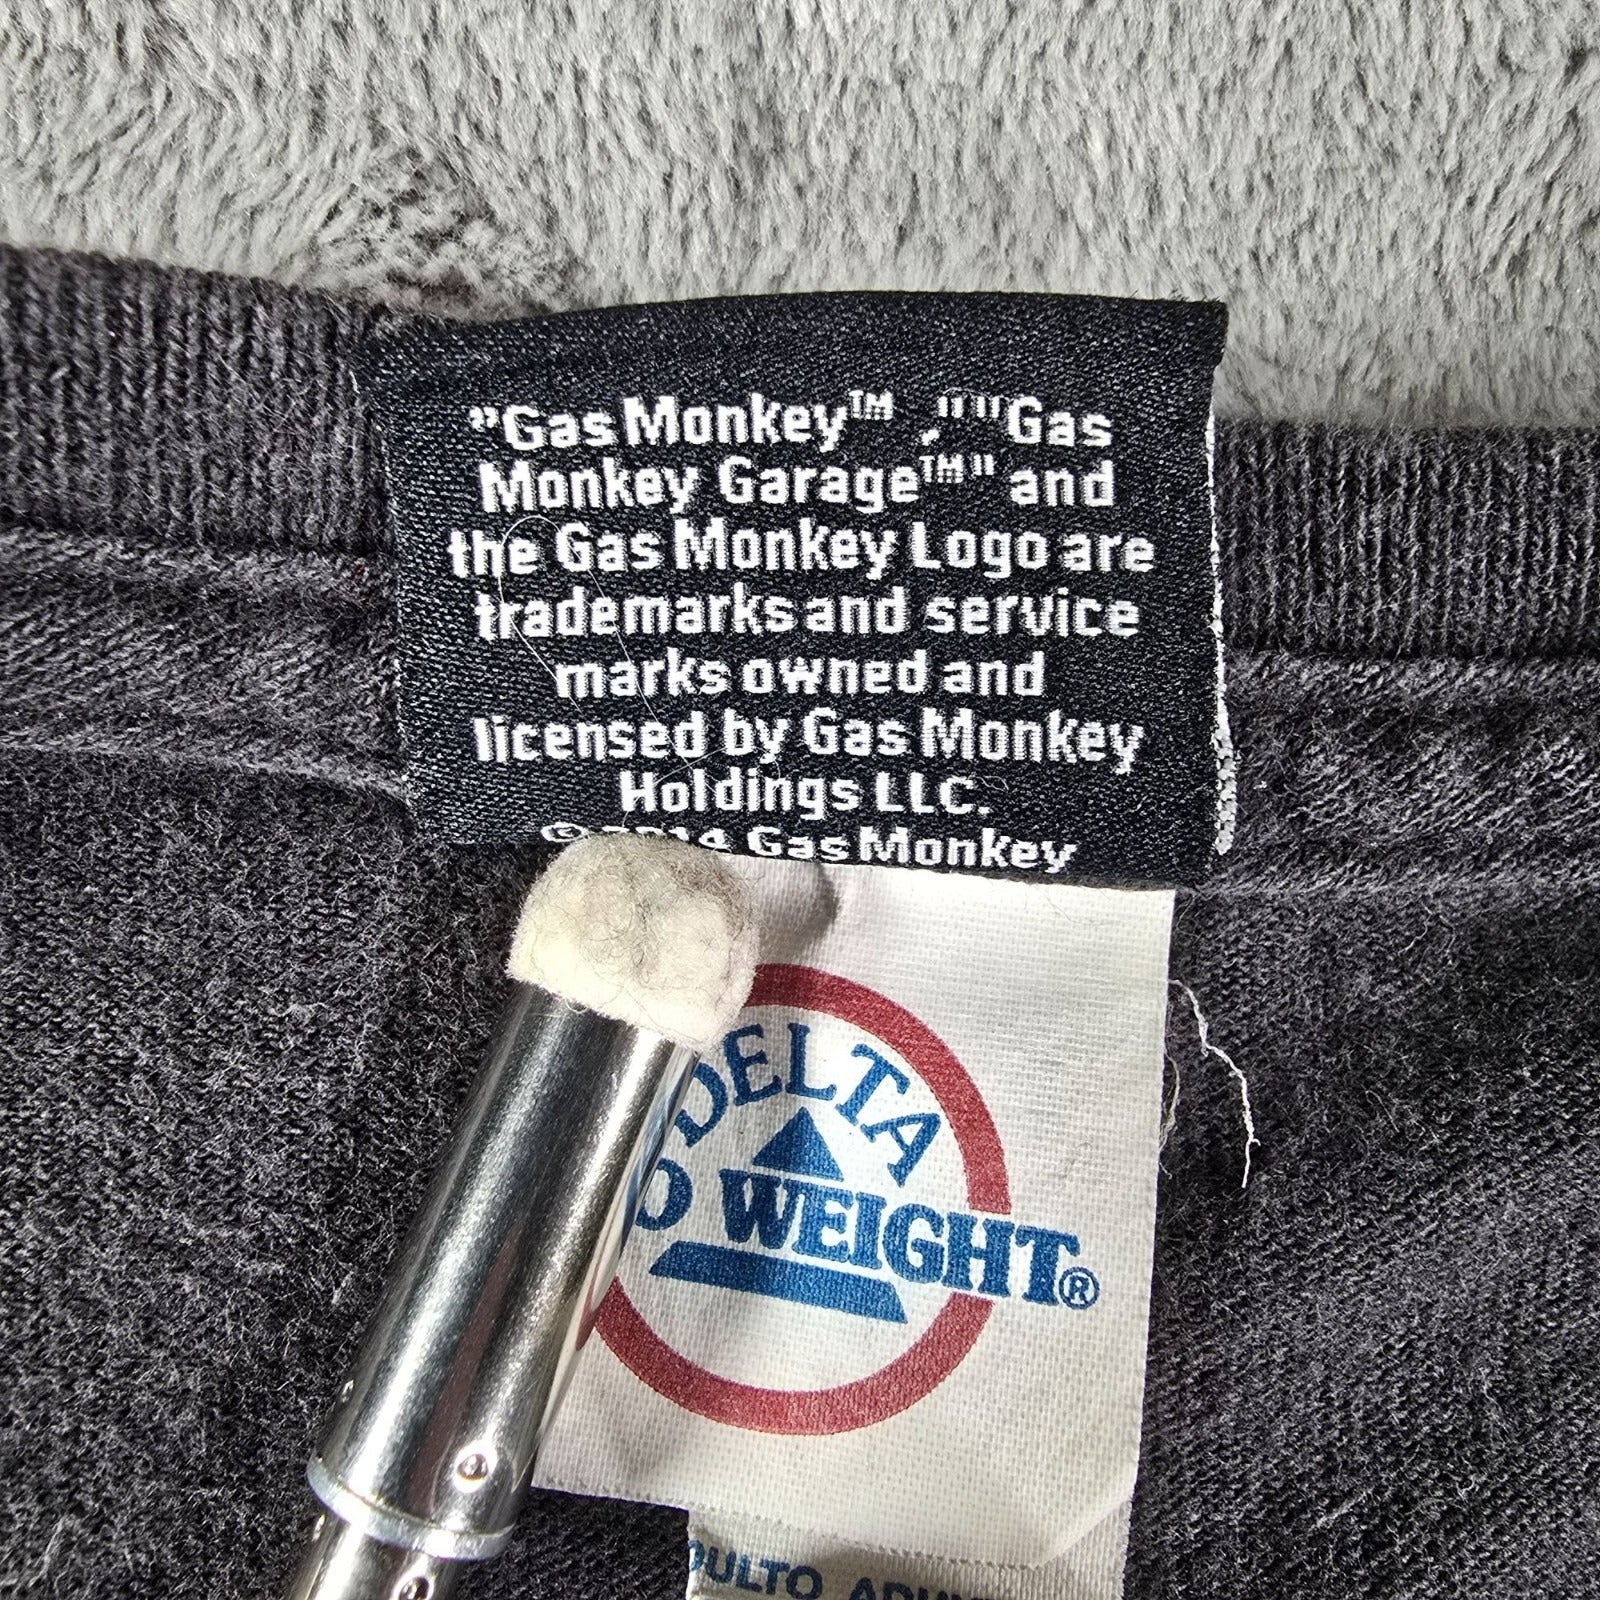 "Gas Monkey™ ,""Gas
Monkey Garage™" and
the Gas Monkey Logo are
trademarks and service
marks owned and
licensed by Gas Monkey
Holdings LLC.
© 2014 Gas Monkey
DELTA
O WEIGHT®